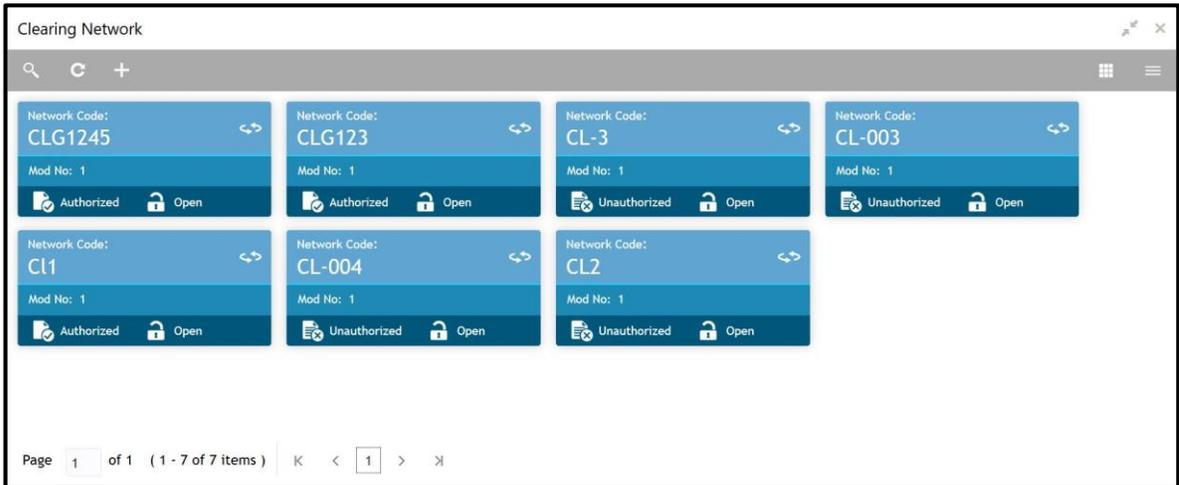 Clearing Network
Network Code:
CLG1245
Mod No: 1
Authorized Open
Network Code:
CLG123
Mod No: 1
Authorized Open
Network Code:
CL-3
Mod No: 1
Unauthorized Open
Network Code:
CL-003
Mod No: 1
Unauthorized Open
Network Code:
Cl1
Mod No: 1
Authorized Open
Network Code:
CL-004
Mod No: 1
Unauthorized Open
Network Code:
CL2
Mod No: 1
Unauthorized Open
Page 1 of 1 ( 1 - 7 of 7 items ) 1